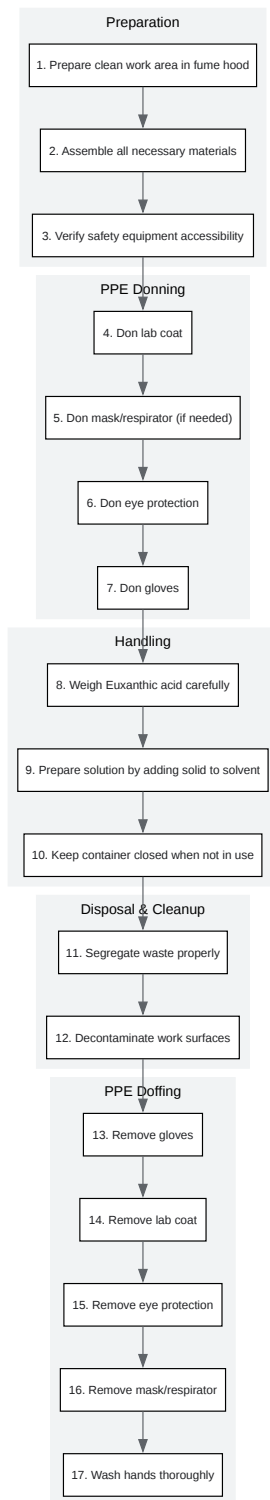 Preparation
1. Prepare clean work area in fume hood
2. Assemble all necessary materials
3. Verify safety equipment accessibility
PPE Donning
4. Don lab coat
5. Don mask/respirator (if needed)
6. Don eye protection
7. Don gloves
Handling
8. Weigh Euxanthic acid carefully
9. Prepare solution by adding solid to solvent
10. Keep container closed when not in use
Disposal & Cleanup
11. Segregate waste properly
12. Decontaminate work surfaces
PPE Doffing
13. Remove gloves
14. Remove lab coat
15. Remove eye protection
16. Remove mask/respirator
17. Wash hands thoroughly